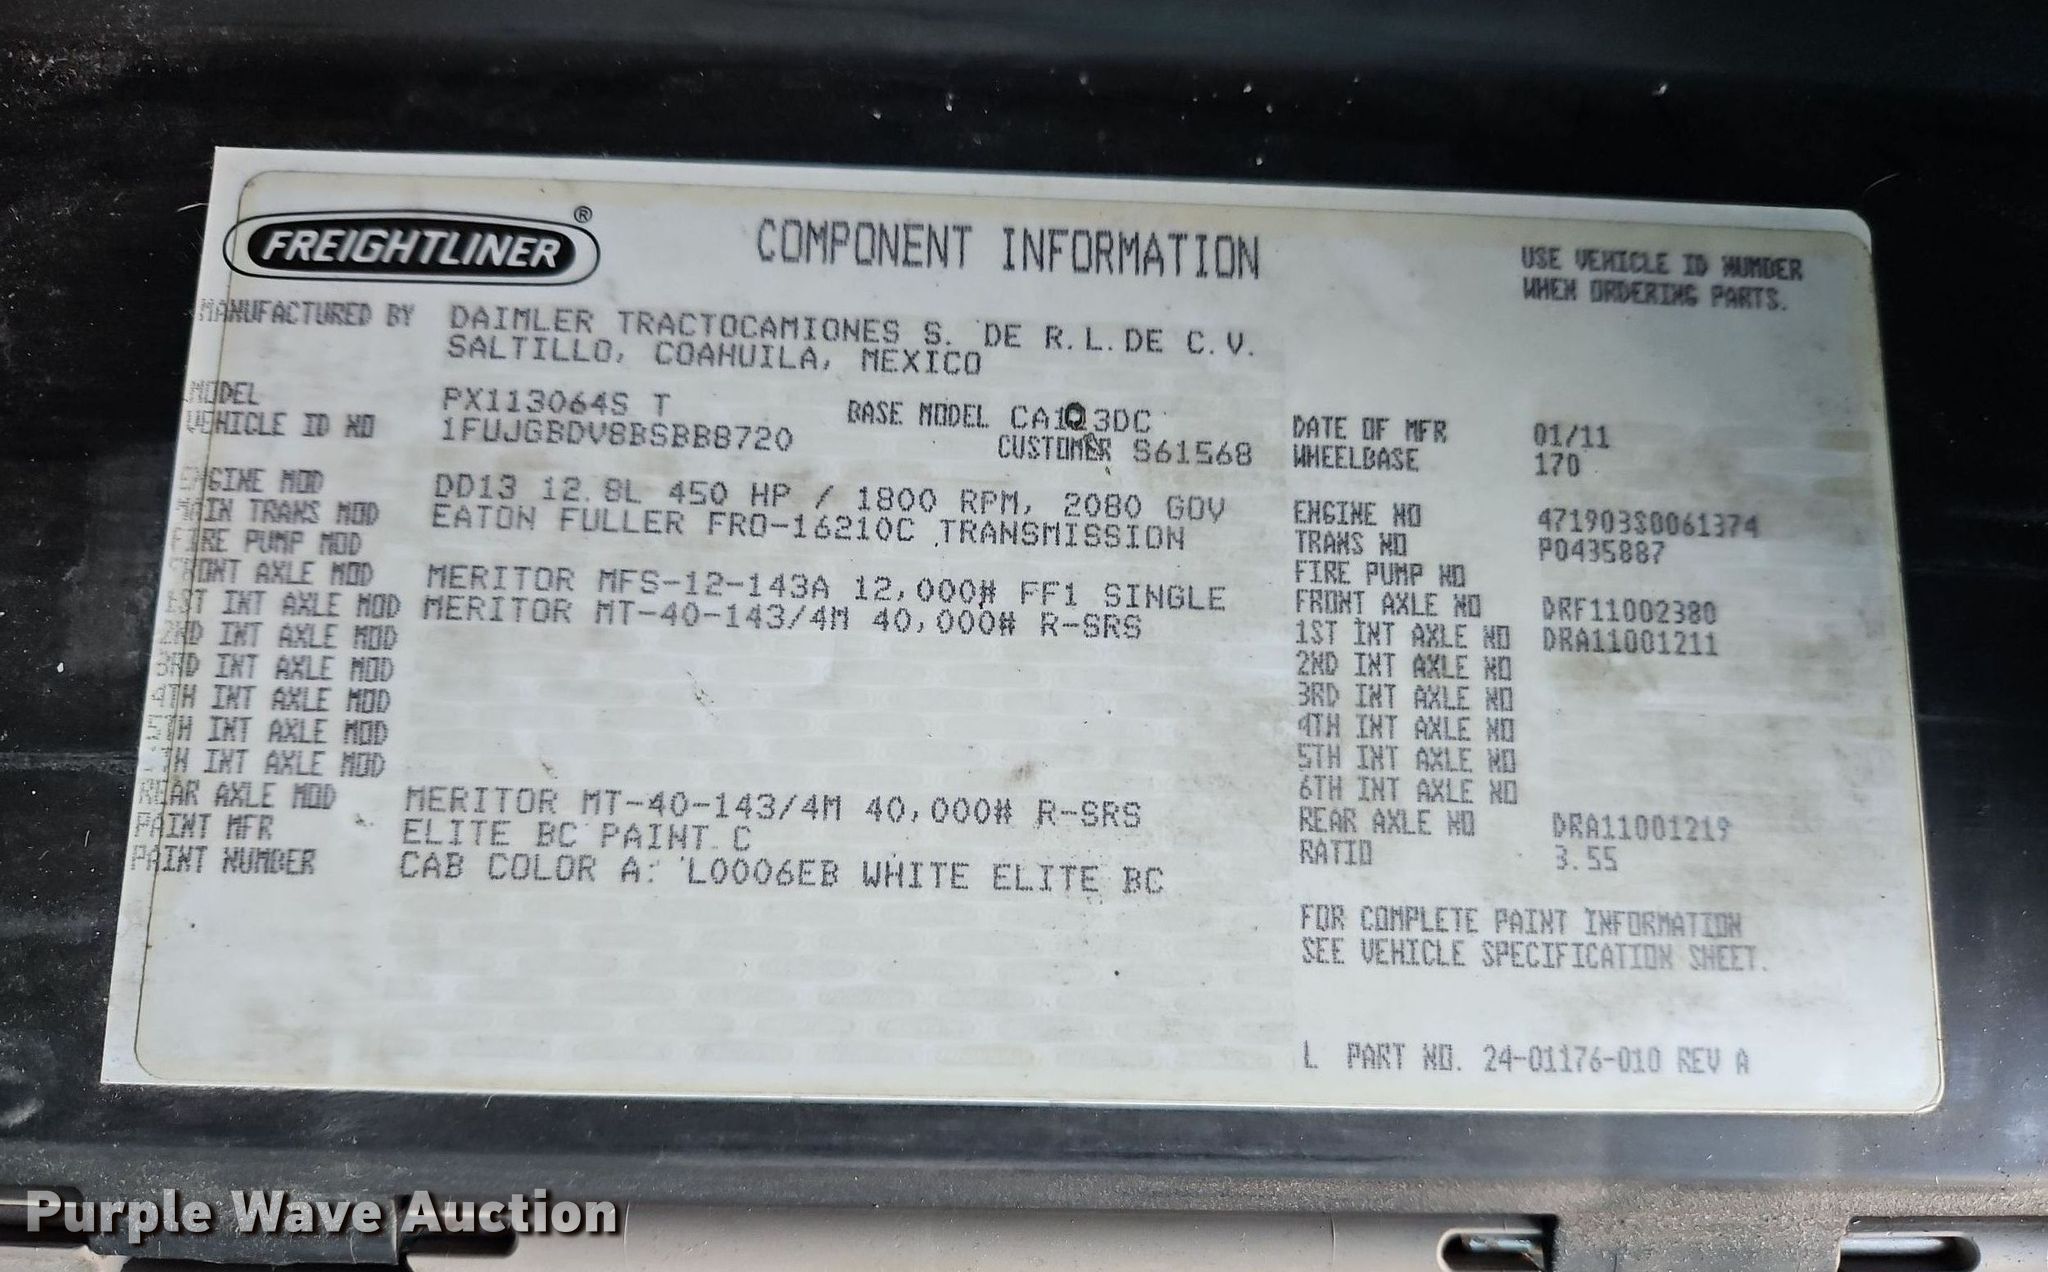 FREIGHTLINER®
COMPONENT INFORMATION
USE VEHICLE ID NUMBER
WHEN ORDERING PARTS.
MANUFACTURED BY DAIMLER TRACTOCAMIONES S. DE R.L.DE C.V.
SALTILLO, COAHUILA, MEXICO
MODEL PX113064S T BASE MODEL CA113DC DATE OF MFR 01/11
VEHICLE ID NO 1FUJGBDV8BSBB8720 CUSTOMER S61568 WHEELBASE 170
ENGINE MOD DD13 12.8L 450 HP / 1800 RPM, 2080 GOV ENGINE NO 471903S0061374
MAIN TRANS MOD EATON FULLER FRO-16210C TRANSMISSION TRANS NO P0435887
FIRE PUMP MOD FIRE PUMP NO
FRONT AXLE MOD MERITOR MFS-12-143A 12,000# FF1 SINGLE FRONT AXLE NO DRF11002380
1ST INT AXLE MOD MERITOR MT-40-143/4M 40,000# R-SRS 1ST INT AXLE NO DRA11001211
2ND INT AXLE MOD 2ND INT AXLE NO
3RD INT AXLE MOD 3RD INT AXLE NO
4TH INT AXLE MOD 4TH INT AXLE NO
5TH INT AXLE MOD 5TH INT AXLE NO
INT AXLE MOD 6TH INT AXLE NO
REAR AXLE MOD MERITOR MT-40-143/4M 40,000# R-SRS REAR AXLE NO DRA11001219
PAINT MFR ELITE BC PAINT C RATIO 3.55
PAINT NUMBER CAB COLOR A: L0006EB WHITE ELITE BC
FOR COMPLETE PAINT INFORMATION
SEE VEHICLE SPECIFICATION SHEET.
L PART NO. 24-01176-010 REV A
Purple Wave Auction